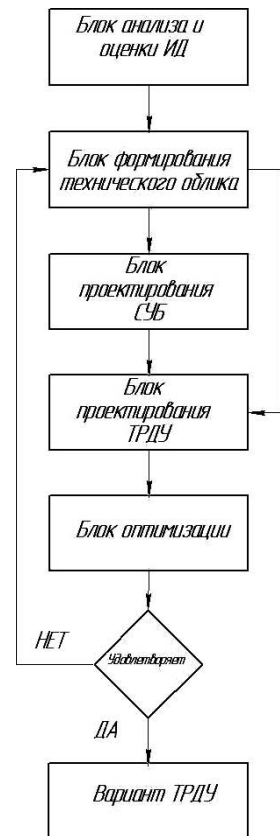 Блок анализа и
оценки ИД
Блок формирования
технического облика
Блок
проектирования
СУБ
Блок
проектирования
ТРДУ
Блок оптимизации
НЕТ
Удовлетворяет
ДА
Вариант ТРДУ